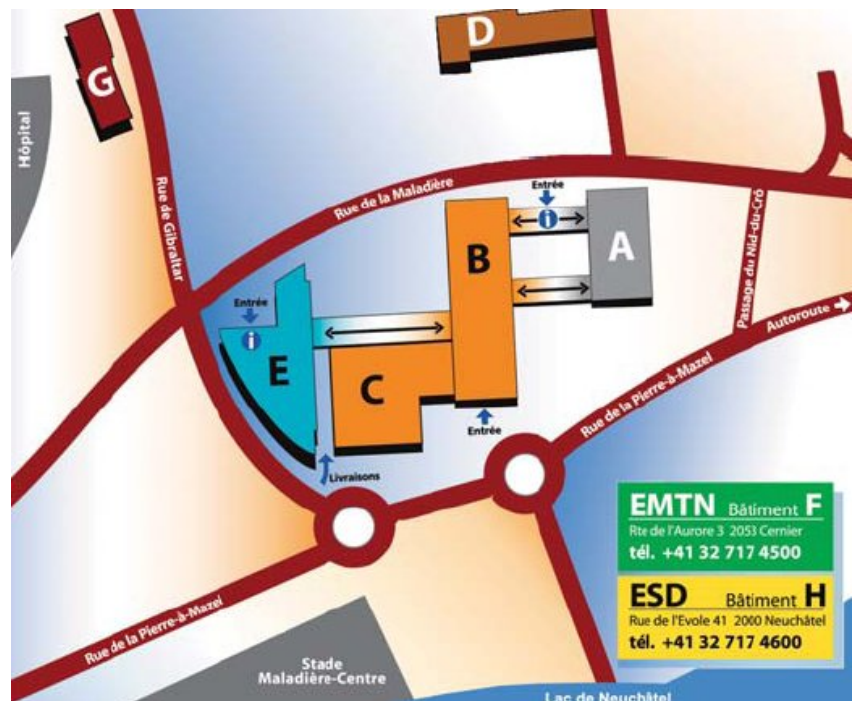 D
G
Hôpital
Rue de Gibraltar
Rue de la Maladière
Entrée
i
A
B
Passage du Nid-du-Crô
Autoroute
Entrée
i
E
C
Rue de la Pierre-à-Mazel
Entrée
Livraisons
EMTN Bâtiment F
Rte de l'Aurore 3 2053 Cernier
tél. +41 32 717 4500
ESD Bâtiment H
Rue de l'Evole 41 2000 Neuchâtel
tél. +41 32 717 4600
Rue de la Pierre-à-Mazel
Stade
Maladière-Centre
Lac de Neuchâtel